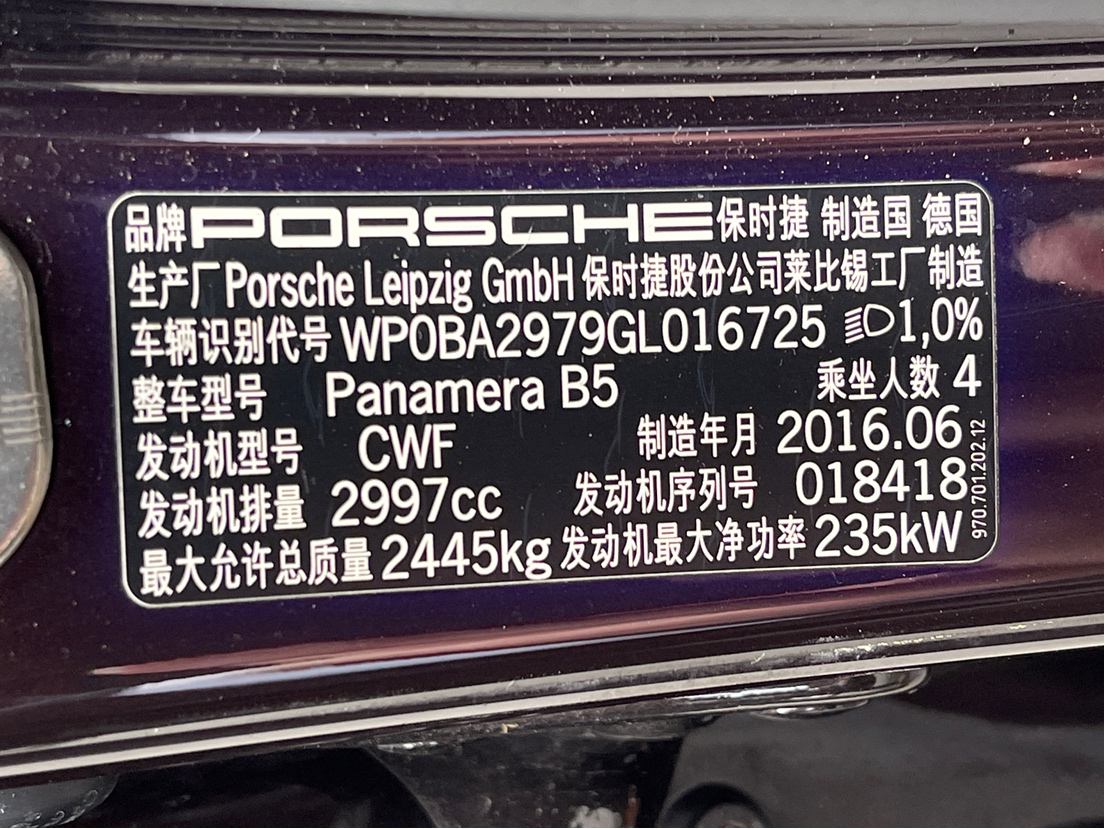 品牌 PORSCHE 保时捷 制造国 德国
生产厂 Porsche Leipzig GmbH 保时捷股份公司莱比锡工厂制造
车辆识别代号 WP0BA2979GL016725 1,0%
整车型号 Panamera B5 乘坐人数 4
发动机型号 CWF 制造年月 2016.06
发动机排量 2997cc 发动机序列号 018418
最大允许总质量 2445kg 发动机最大净功率 235kW
970.701.202.12